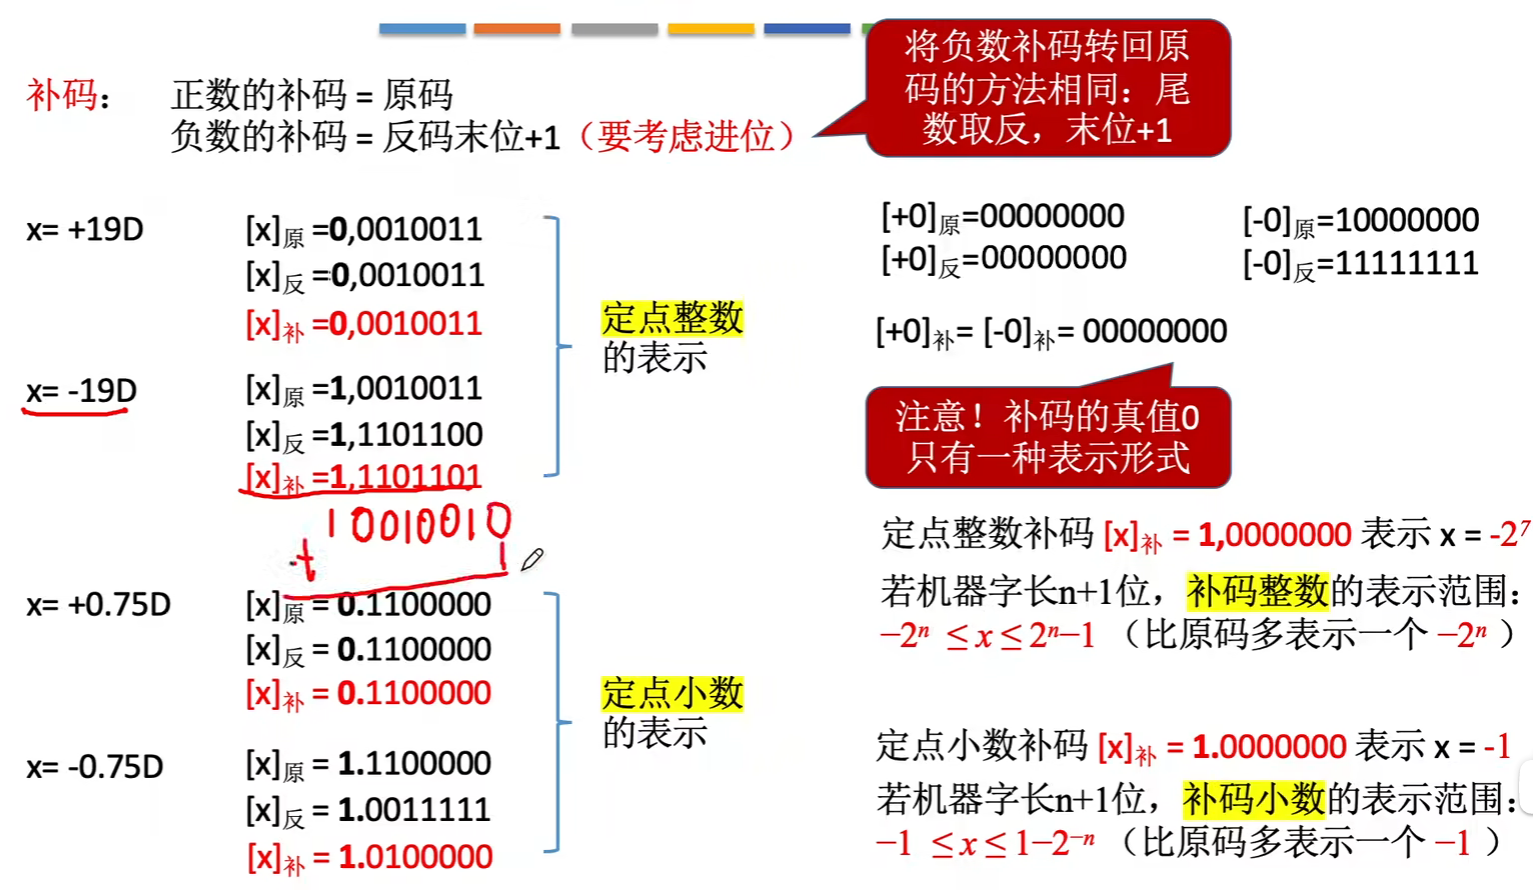 补码： 正数的补码 = 原码
负数的补码 = 反码末位+1（要考虑进位）
将负数补码转回原
码的方法相同：尾
数取反，末位+1
x= +19D [x]原 =0,0010011
[x]反 =0,0010011
[x]补 =0,0010011
x= -19D [x]原 =1,0010011
[x]反 =1,1101100
[x]补 =1,1101101
10010010
+ 1
定点整数
的表示
x= +0.75D [x]原 = 0.1100000
[x]反 = 0.1100000
[x]补 = 0.1100000
x= -0.75D [x]原 = 1.1100000
[x]反 = 1.0011111
[x]补 = 1.0100000
定点小数
的表示
[+0]原=00000000 [-0]原=10000000
[+0]反=00000000 [-0]反=11111111
[+0]补= [-0]补= 00000000
注意！补码的真值0
只有一种表示形式
定点整数补码 [x]补 = 1,0000000 表示 x = -2⁷
若机器字长n+1位，补码整数的表示范围：
−2ⁿ ≤ x ≤ 2ⁿ−1 （比原码多表示一个 −2ⁿ ）
定点小数补码 [x]补 = 1.0000000 表示 x = -1
若机器字长n+1位，补码小数的表示范围：
−1 ≤ x ≤ 1−2⁻ⁿ （比原码多表示一个 −1 ）